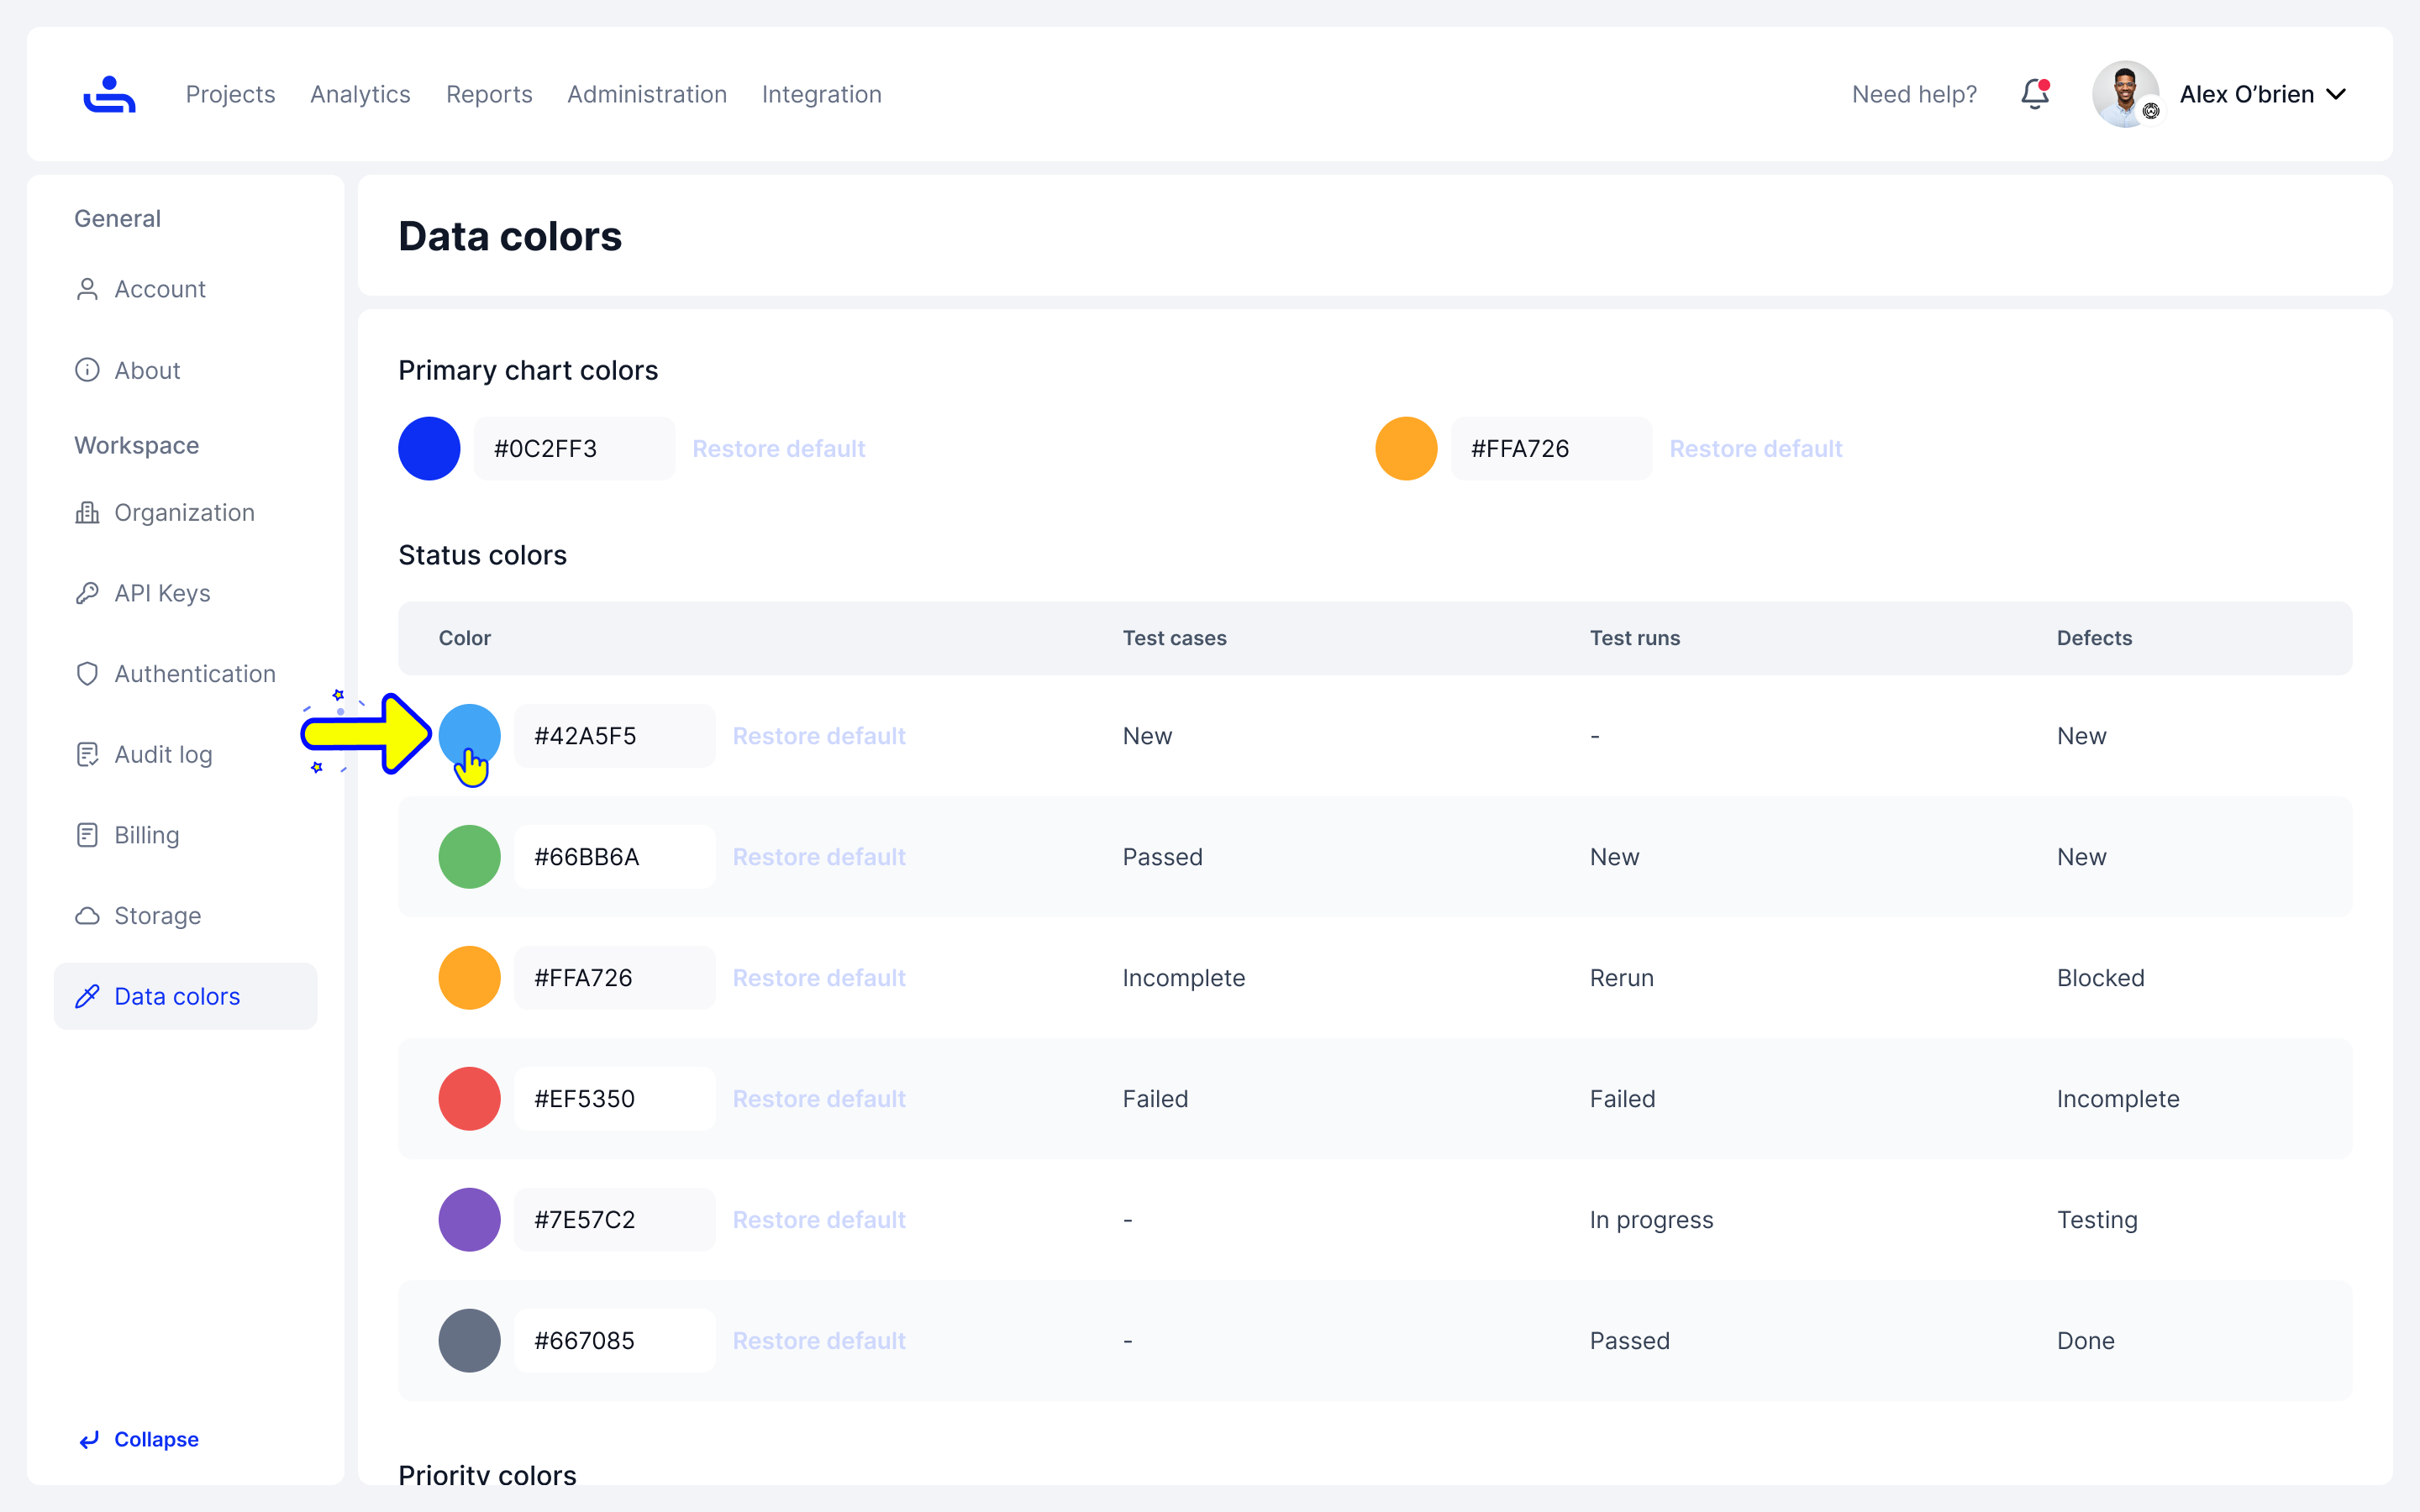 Projects Analytics Reports Administration Integration Need help? Alex O’brien
General
Account
About
Workspace
Organization
API Keys
Authentication
Audit log
Billing
Storage
Data colors
Collapse
Data colors
Primary chart colors
#0C2FF3 Restore default #FFA726 Restore default
Status colors
Color Test cases Test runs Defects
#42A5F5 Restore default New - New
#66BB6A Restore default Passed New New
#FFA726 Restore default Incomplete Rerun Blocked
#EF5350 Restore default Failed Failed Incomplete
#7E57C2 Restore default - In progress Testing
#667085 Restore default - Passed Done
Priority colors